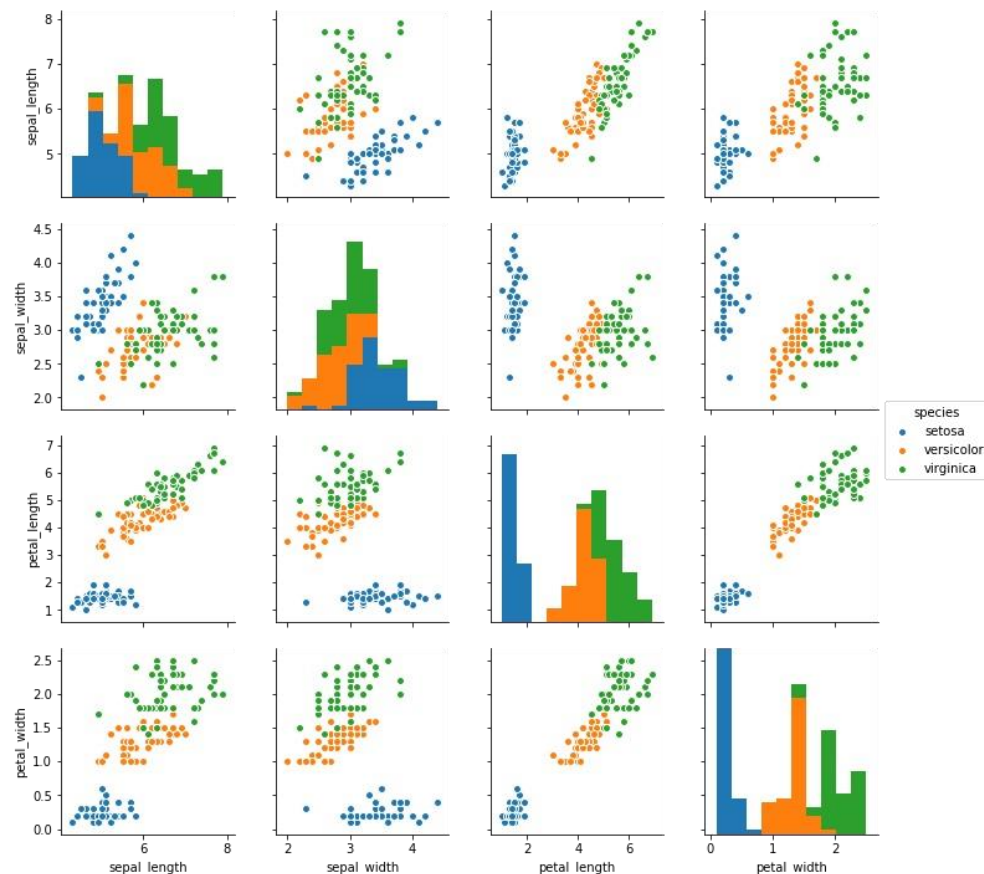 8
7
6
5
sepal_length
4.5
4.0
3.5
3.0
2.5
2.0
sepal_width
7
6
5
4
3
2
1
petal_length
species
setosa
versicolor
virginica
2.5
2.0
1.5
1.0
0.5
0.0
petal_width
6 8
sepal_length
2 3 4
sepal_width
2 4 6
petal_length
0 1 2
petal_width